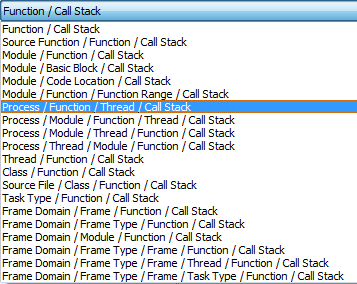 Function / Call Stack
Function / Call Stack
Source Function / Function / Call Stack
Module / Function / Call Stack
Module / Basic Block / Call Stack
Module / Code Location / Call Stack
Module / Function / Function Range / Call Stack
Process / Function / Thread / Call Stack
Process / Module / Function / Thread / Call Stack
Process / Module / Thread / Function / Call Stack
Process / Thread / Module / Function / Call Stack
Thread / Function / Call Stack
Class / Function / Call Stack
Source File / Class / Function / Call Stack
Task Type / Function / Call Stack
Frame Domain / Frame / Function / Call Stack
Frame Domain / Frame Type / Function / Call Stack
Frame Domain / Module / Function / Call Stack
Frame Domain / Frame Type / Frame / Function / Call Stack
Frame Domain / Frame Type / Frame / Thread / Function / Call Stack
Frame Domain / Frame Type / Frame / Task Type / Function / Call Stack